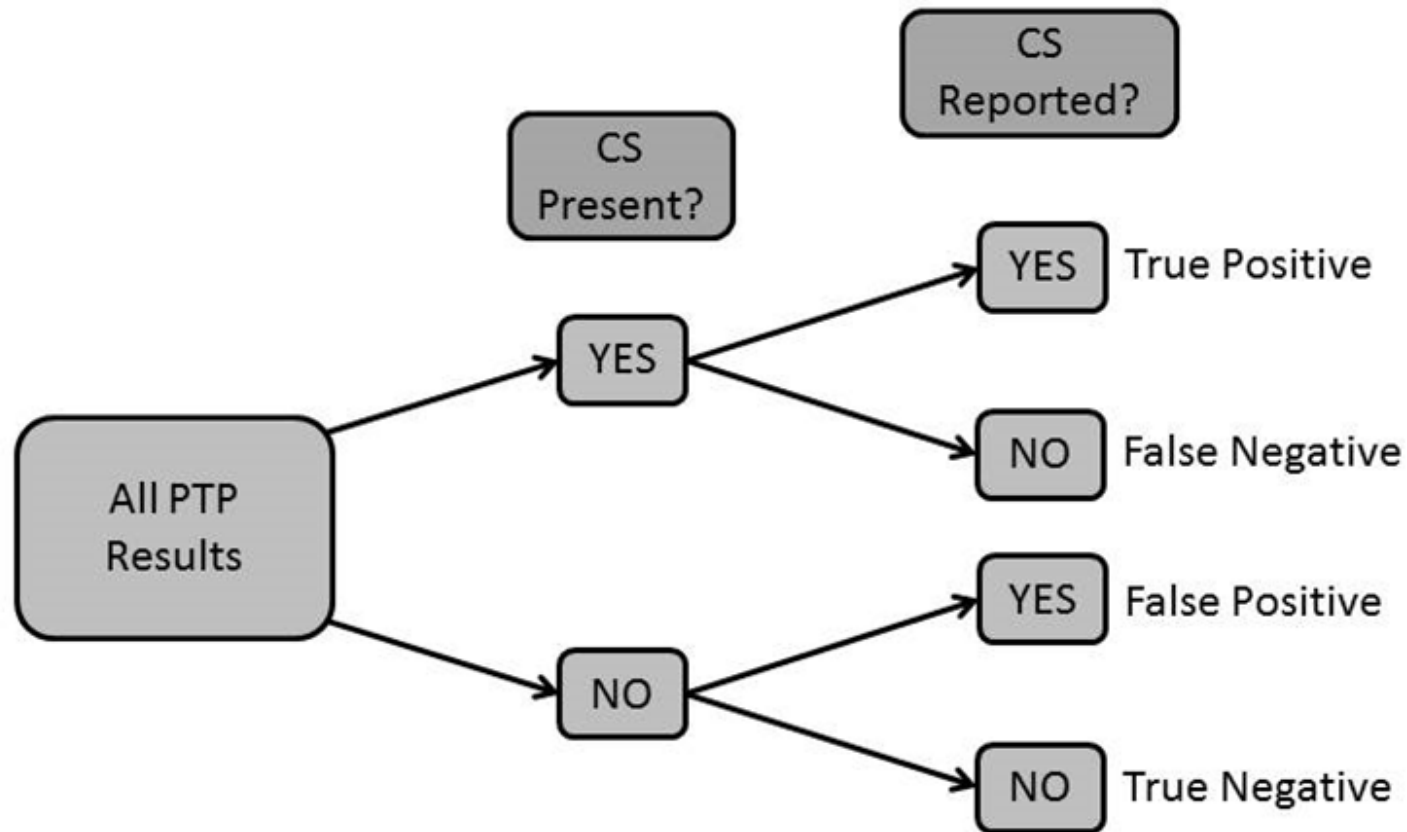 CS
Reported?
CS
Present?
YES True Positive
YES
NO False Negative
All PTP
Results
YES False Positive
NO
NO True Negative